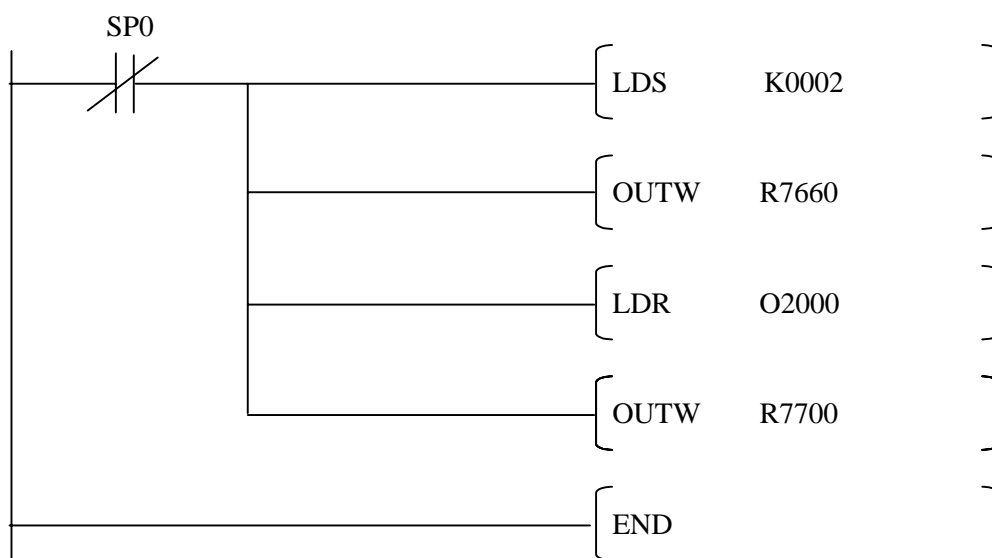 SP0
LDS K0002
OUTW R7660
LDR O2000
OUTW R7700
END